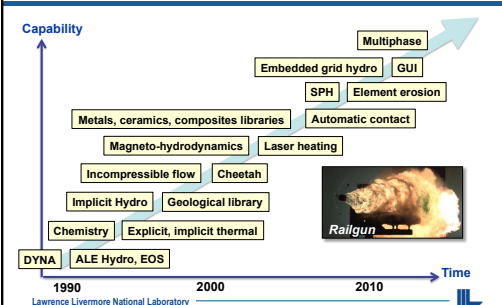 Capability
Multiphase
Embedded grid hydro GUI
SPH Element erosion
Metals, ceramics, composites libraries Automatic contact
Magneto-hydrodynamics Laser heating
Incompressible flow Cheetah
Implicit Hydro Geological library
Chemistry Explicit, implicit thermal
Railgun
DYNA ALE Hydro, EOS
Time
1990 2000 2010
Lawrence Livermore National Laboratory